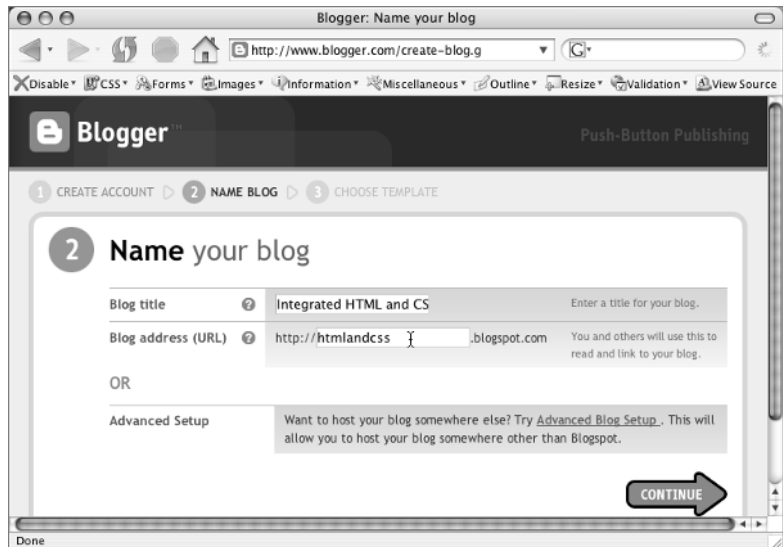 Blogger: Name your blog
http://www.blogger.com/create-blog.g
G
Disable CSS Forms Images Information Miscellaneous Outline Resize Validation View Source
Blogger™ Push-Button Publishing
1 CREATE ACCOUNT 2 NAME BLOG 3 CHOOSE TEMPLATE
2 Name your blog
Blog title ? Integrated HTML and CS Enter a title for your blog.
Blog address (URL) ? http:// htmlandcss .blogspot.com You and others will use this to
read and link to your blog.
OR
Advanced Setup Want to host your blog somewhere else? Try Advanced Blog Setup . This will
allow you to host your blog somewhere other than Blogspot.
CONTINUE
Done